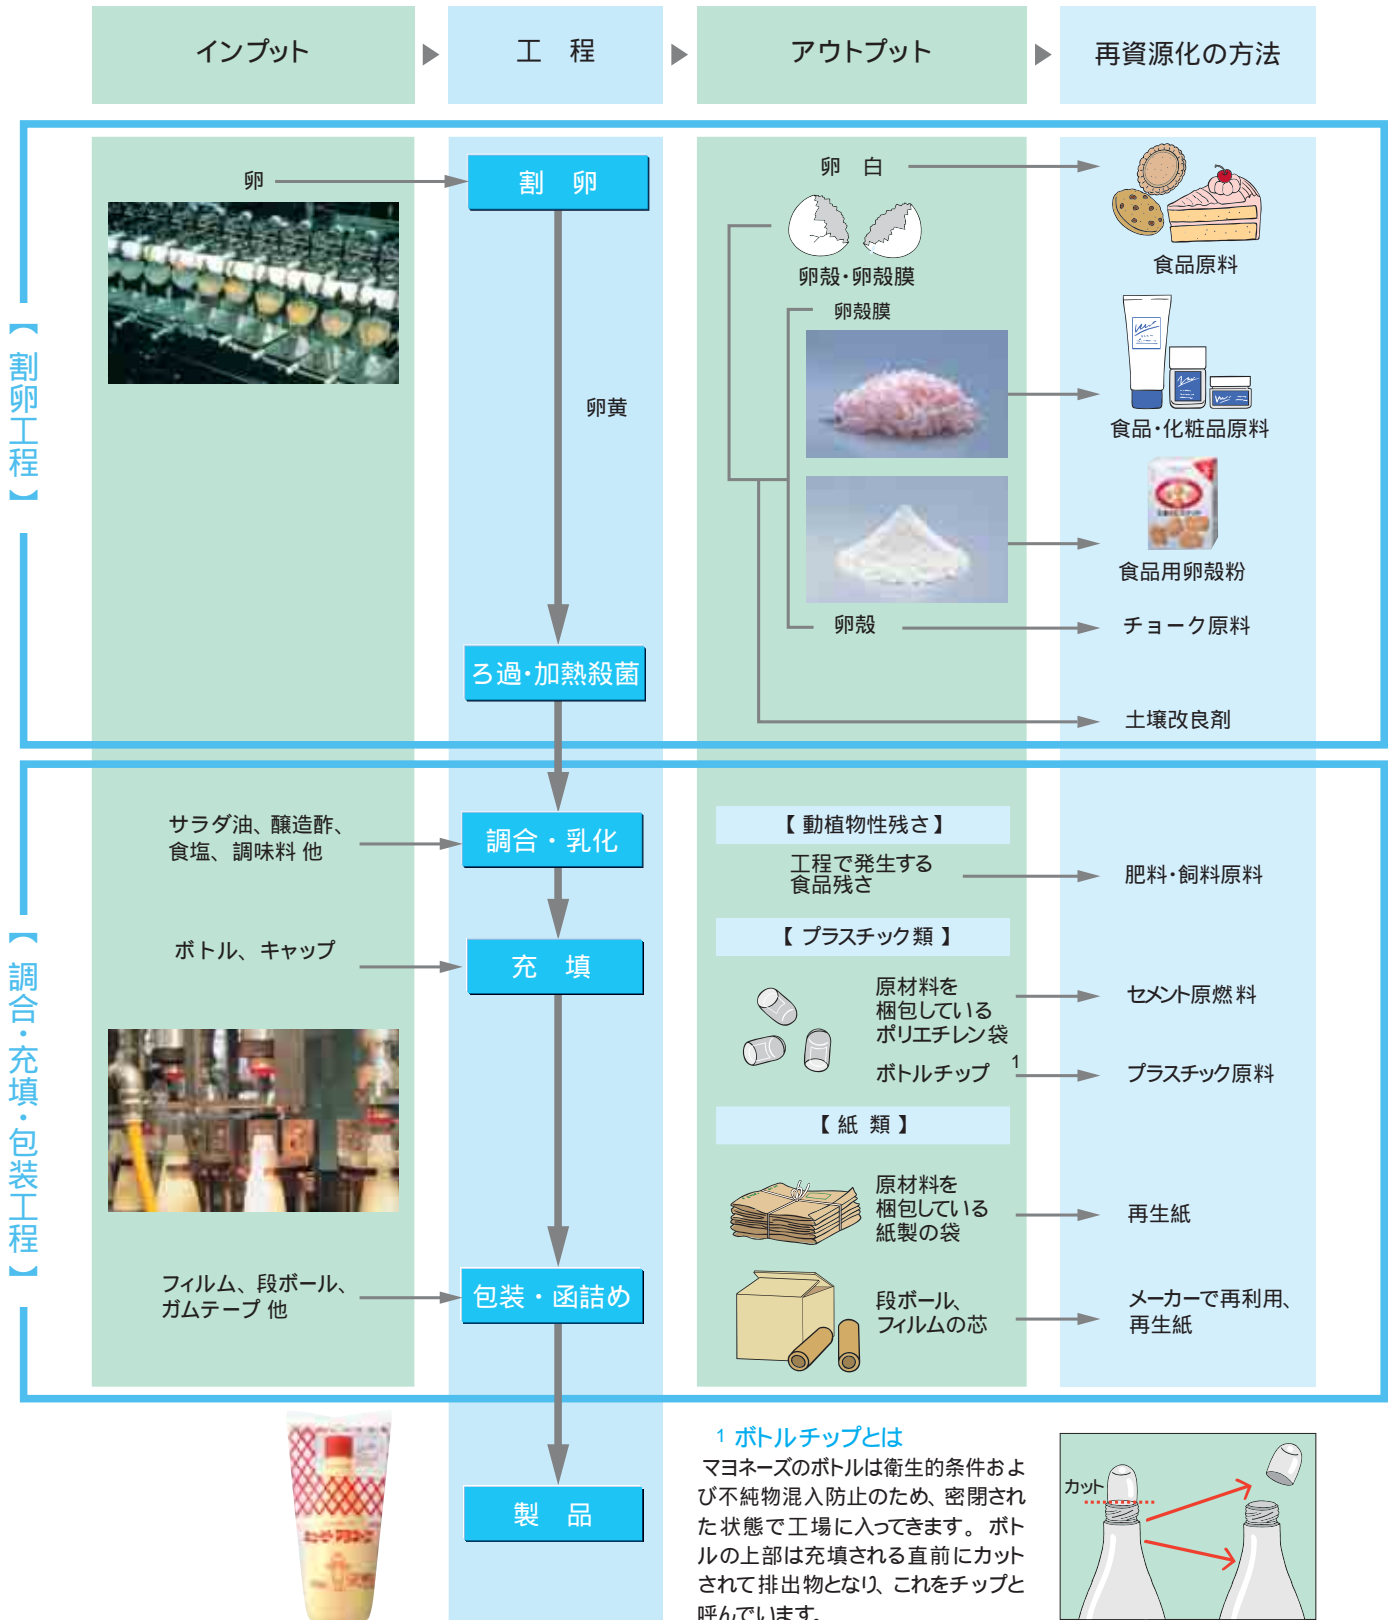 インプット
工 程
アウトプット
再資源化の方法
【割卵工程】
卵
割 卵
卵黄
ろ過・加熱殺菌
卵 白
卵殻・卵殻膜
卵殻膜
卵殻
食品原料
食品・化粧品原料
食品用卵殻粉
チョーク原料
土壌改良剤
【調合・充填・包装工程】
サラダ油、醸造酢、
食塩、調味料 他
調合・乳化
ボトル、キャップ
充 填
フィルム、段ボール、
ガムテープ 他
包装・函詰め
製 品
【動植物性残さ】
工程で発生する
食品残さ
肥料・飼料原料
【プラスチック類】
原材料を
梱包している
ポリエチレン袋
セメント原燃料
ボトルチップ 1
プラスチック原料
【紙 類】
原材料を
梱包している
紙製の袋
再生紙
段ボール、
フィルムの芯
メーカーで再利用、
再生紙
1 ボトルチップとは
マヨネーズのボトルは衛生的条件およ
び不純物混入防止のため、密閉され
た状態で工場に入ってきます。ボト
ルの上部は充填される直前にカット
されて排出物となり、これをチップと
呼んでいます。
カット